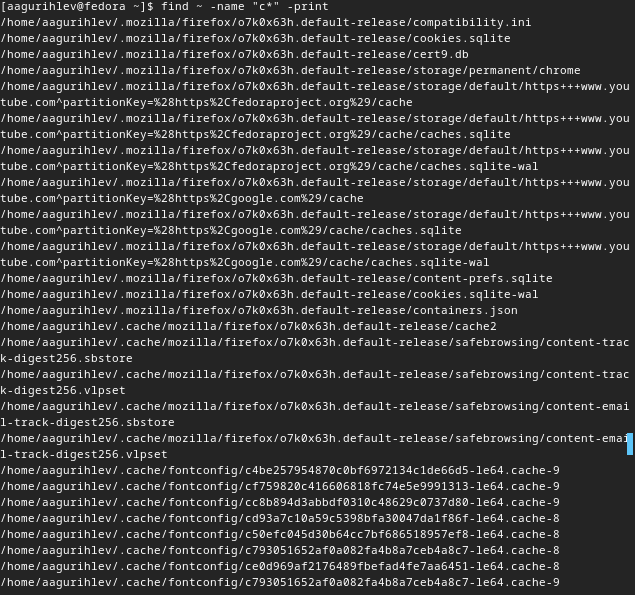 [aagurihlev@fedora ~]$ find ~ -name "c*" -print
/home/aagurihlev/.mozilla/firefox/o7k0x63h.default-release/compatibility.ini
/home/aagurihlev/.mozilla/firefox/o7k0x63h.default-release/cookies.sqlite
/home/aagurihlev/.mozilla/firefox/o7k0x63h.default-release/cert9.db
/home/aagurihlev/.mozilla/firefox/o7k0x63h.default-release/storage/permanent/chrome
/home/aagurihlev/.mozilla/firefox/o7k0x63h.default-release/storage/default/https+++www.you
tube.com^partitionKey=%28https%2Cfedoraproject.org%29/cache
/home/aagurihlev/.mozilla/firefox/o7k0x63h.default-release/storage/default/https+++www.you
tube.com^partitionKey=%28https%2Cfedoraproject.org%29/cache/caches.sqlite
/home/aagurihlev/.mozilla/firefox/o7k0x63h.default-release/storage/default/https+++www.you
tube.com^partitionKey=%28https%2Cfedoraproject.org%29/cache/caches.sqlite-wal
/home/aagurihlev/.mozilla/firefox/o7k0x63h.default-release/storage/default/https+++www.you
tube.com^partitionKey=%28https%2Cgoogle.com%29/cache
/home/aagurihlev/.mozilla/firefox/o7k0x63h.default-release/storage/default/https+++www.you
tube.com^partitionKey=%28https%2Cgoogle.com%29/cache/caches.sqlite
/home/aagurihlev/.mozilla/firefox/o7k0x63h.default-release/storage/default/https+++www.you
tube.com^partitionKey=%28https%2Cgoogle.com%29/cache/caches.sqlite-wal
/home/aagurihlev/.mozilla/firefox/o7k0x63h.default-release/content-prefs.sqlite
/home/aagurihlev/.mozilla/firefox/o7k0x63h.default-release/cookies.sqlite-wal
/home/aagurihlev/.mozilla/firefox/o7k0x63h.default-release/containers.json
/home/aagurihlev/.cache/mozilla/firefox/o7k0x63h.default-release/cache2
/home/aagurihlev/.cache/mozilla/firefox/o7k0x63h.default-release/safebrowsing/content-trac
k-digest256.sbstore
/home/aagurihlev/.cache/mozilla/firefox/o7k0x63h.default-release/safebrowsing/content-trac
k-digest256.vlpset
/home/aagurihlev/.cache/mozilla/firefox/o7k0x63h.default-release/safebrowsing/content-emai
l-track-digest256.sbstore
/home/aagurihlev/.cache/mozilla/firefox/o7k0x63h.default-release/safebrowsing/content-emai
l-track-digest256.vlpset
/home/aagurihlev/.cache/fontconfig/c4be257954870c0bf6972134c1de66d5-le64.cache-9
/home/aagurihlev/.cache/fontconfig/cf759820c416606818fc74e5e9991313-le64.cache-9
/home/aagurihlev/.cache/fontconfig/cc8b894d3abbdf0310c48629c0737d80-le64.cache-9
/home/aagurihlev/.cache/fontconfig/cd93a7c10a59c5398bfa30047da1f86f-le64.cache-8
/home/aagurihlev/.cache/fontconfig/c50efc045d30b64cc7bf686518957ef8-le64.cache-8
/home/aagurihlev/.cache/fontconfig/c793051652af0a082fa4b8a7ceb4a8c7-le64.cache-8
/home/aagurihlev/.cache/fontconfig/ce0d969af2176489fbefad4fe7aa6451-le64.cache-8
/home/aagurihlev/.cache/fontconfig/c793051652af0a082fa4b8a7ceb4a8c7-le64.cache-9